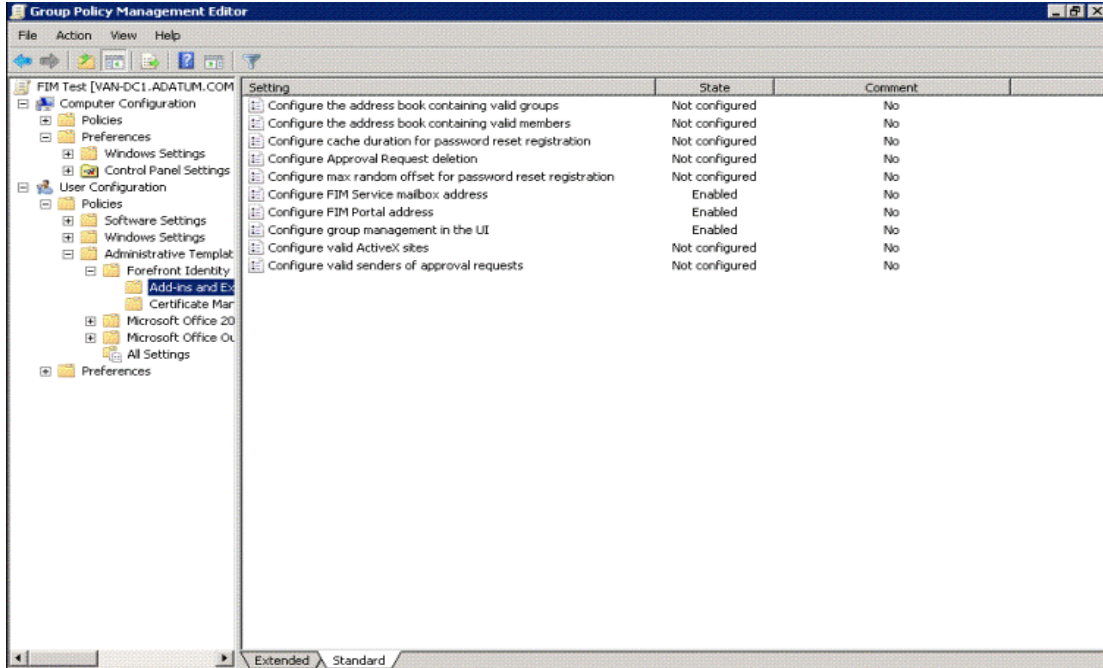 Group Policy Management Editor
File Action View Help
FIM Test [VAN-DC1.ADATUM.COM
Computer Configuration
Policies
Preferences
Windows Settings
Control Panel Settings
User Configuration
Policies
Software Settings
Windows Settings
Administrative Templat
Forefront Identity
Add-ins and Ex
Certificate Mar
Microsoft Office 20
Microsoft Office Ou
All Settings
Preferences
Setting State Comment
Configure the address book containing valid groups Not configured No
Configure the address book containing valid members Not configured No
Configure cache duration for password reset registration Not configured No
Configure Approval Request deletion Not configured No
Configure max random offset for password reset registration Not configured No
Configure FIM Service mailbox address Enabled No
Configure FIM Portal address Enabled No
Configure group management in the UI Enabled No
Configure valid ActiveX sites Not configured No
Configure valid senders of approval requests Not configured No
Extended Standard